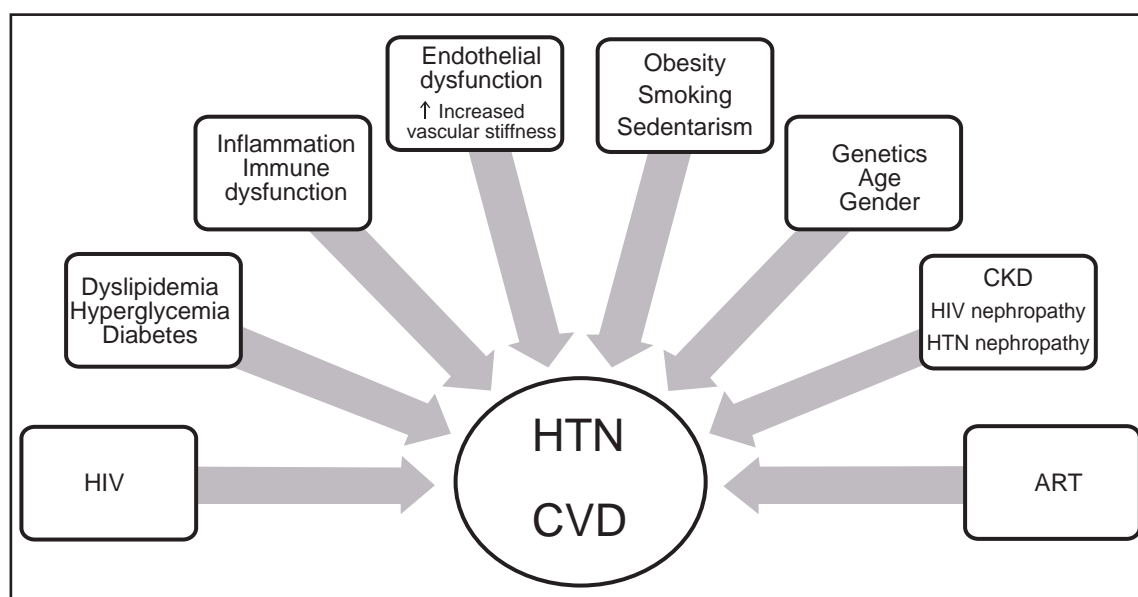 Endothelial
dysfunction
↑ Increased
vascular stiffness
Obesity
Smoking
Sedentarism
Inflammation
Immune
dysfunction
Genetics
Age
Gender
Dyslipidemia
Hyperglycemia
Diabetes
CKD
HIV nephropathy
HTN nephropathy
HIV
HTN
CVD
ART